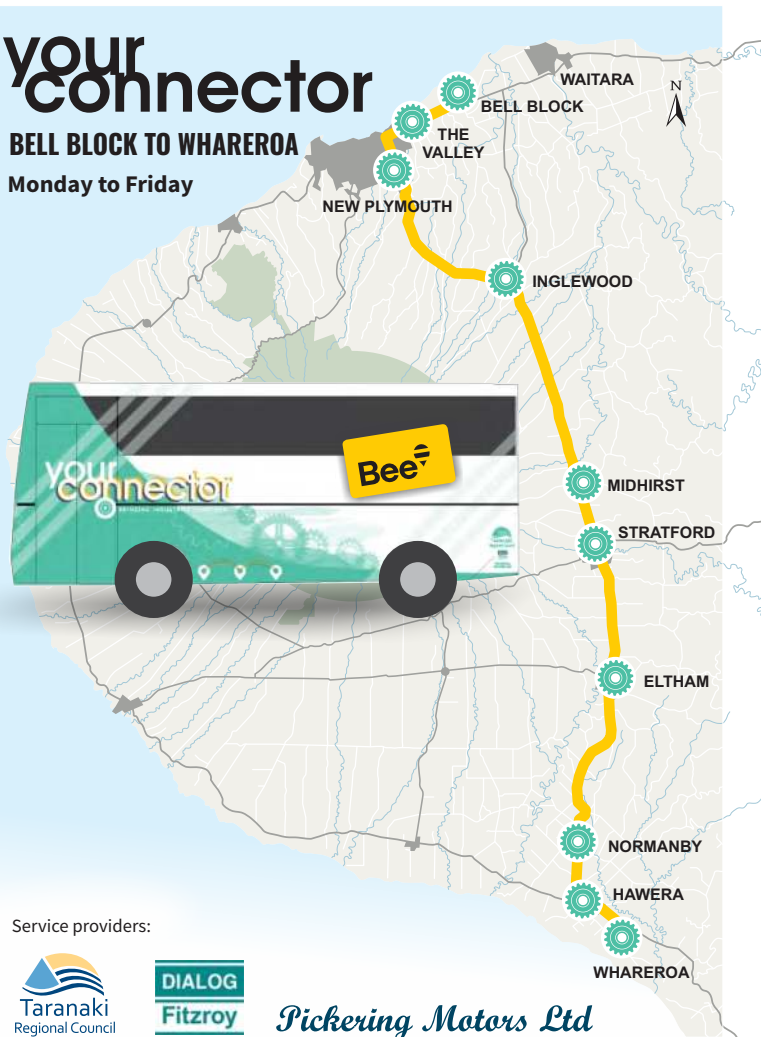 your
connector
BELL BLOCK TO WHAREROA
Monday to Friday
WAITARA
N
BELL BLOCK
THE
VALLEY
NEW PLYMOUTH
INGLEWOOD
Bee
your
connector
MIDHIRST
STRATFORD
ELTHAM
NORMANBY
HAWERA
WHAREROA
Service providers:
Taranaki
Regional Council
DIALOG
Fitzroy
Pickering Motors Ltd